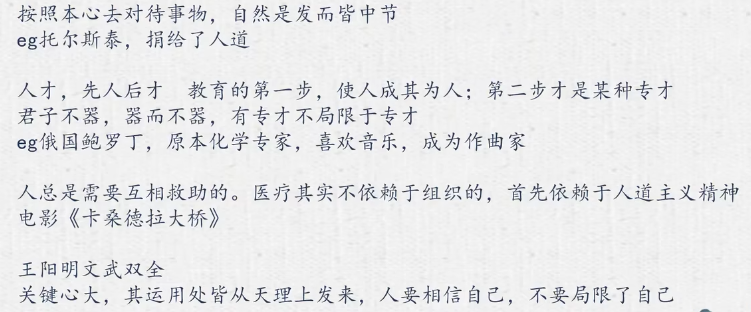 按照本心去对待事物，自然是发而皆中节
eg托尔斯泰，捐给了人道
人才，先人后才　教育的第一步，使人成其为人；第二步才是某种专才
君子不器，器而不器，有专才不局限于专才
eg俄国鲍罗丁，原本化学专家，喜欢音乐，成为作曲家
人总是需要互相救助的。医疗其实不依赖于组织的，首先依赖于人道主义精神
电影《卡桑德拉大桥》
王阳明文武双全
关键心大，其运用处皆从天理上发来，人要相信自己，不要局限了自己